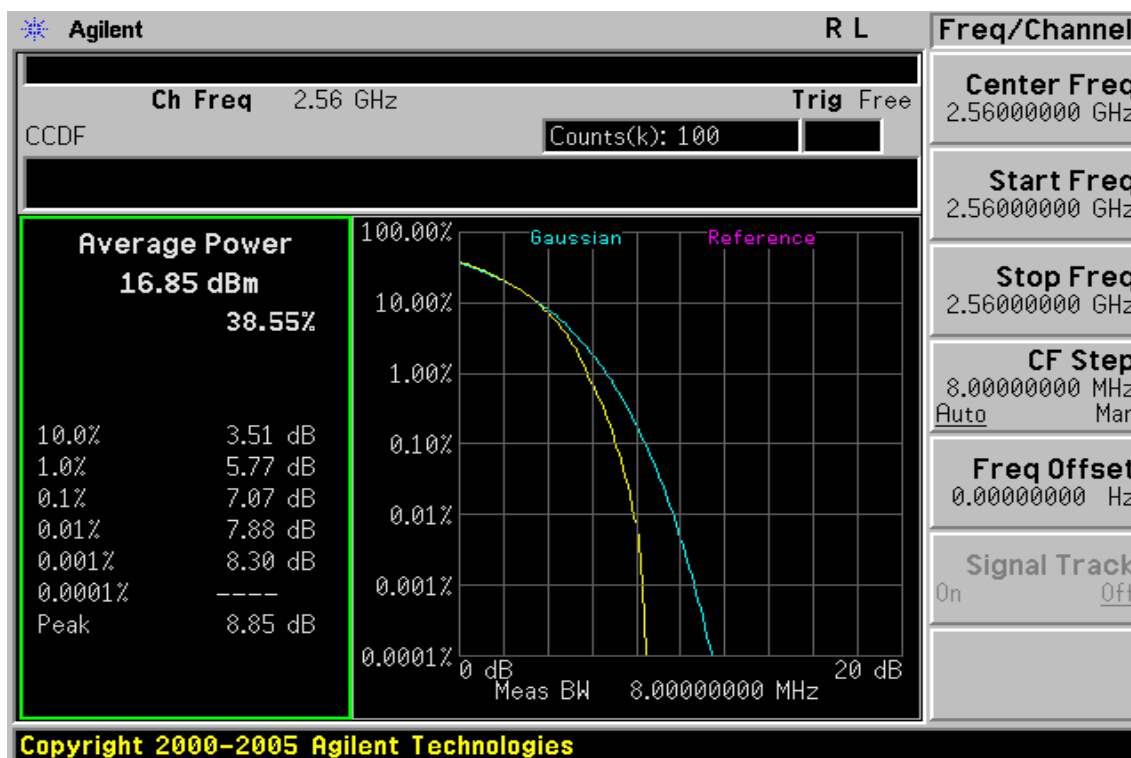 Agilent R L
Ch Freq 2.56 GHz Trig Free
CCDF Counts(k): 100
Average Power
16.85 dBm
38.55%
10.0% 3.51 dB
1.0% 5.77 dB
0.1% 7.07 dB
0.01% 7.88 dB
0.001% 8.30 dB
0.0001% ----
Peak 8.85 dB
Gaussian Reference
100.00%
10.00%
1.00%
0.10%
0.01%
0.001%
0.0001%
0 dB 20 dB
Meas BW 8.00000000 MHz
Freq/Channel
Center Freq
2.56000000 GHz
Start Freq
2.56000000 GHz
Stop Freq
2.56000000 GHz
CF Step
8.00000000 MHz
Auto Man
Freq Offset
0.00000000 Hz
Signal Track
On Off
Copyright 2000-2005 Agilent Technologies